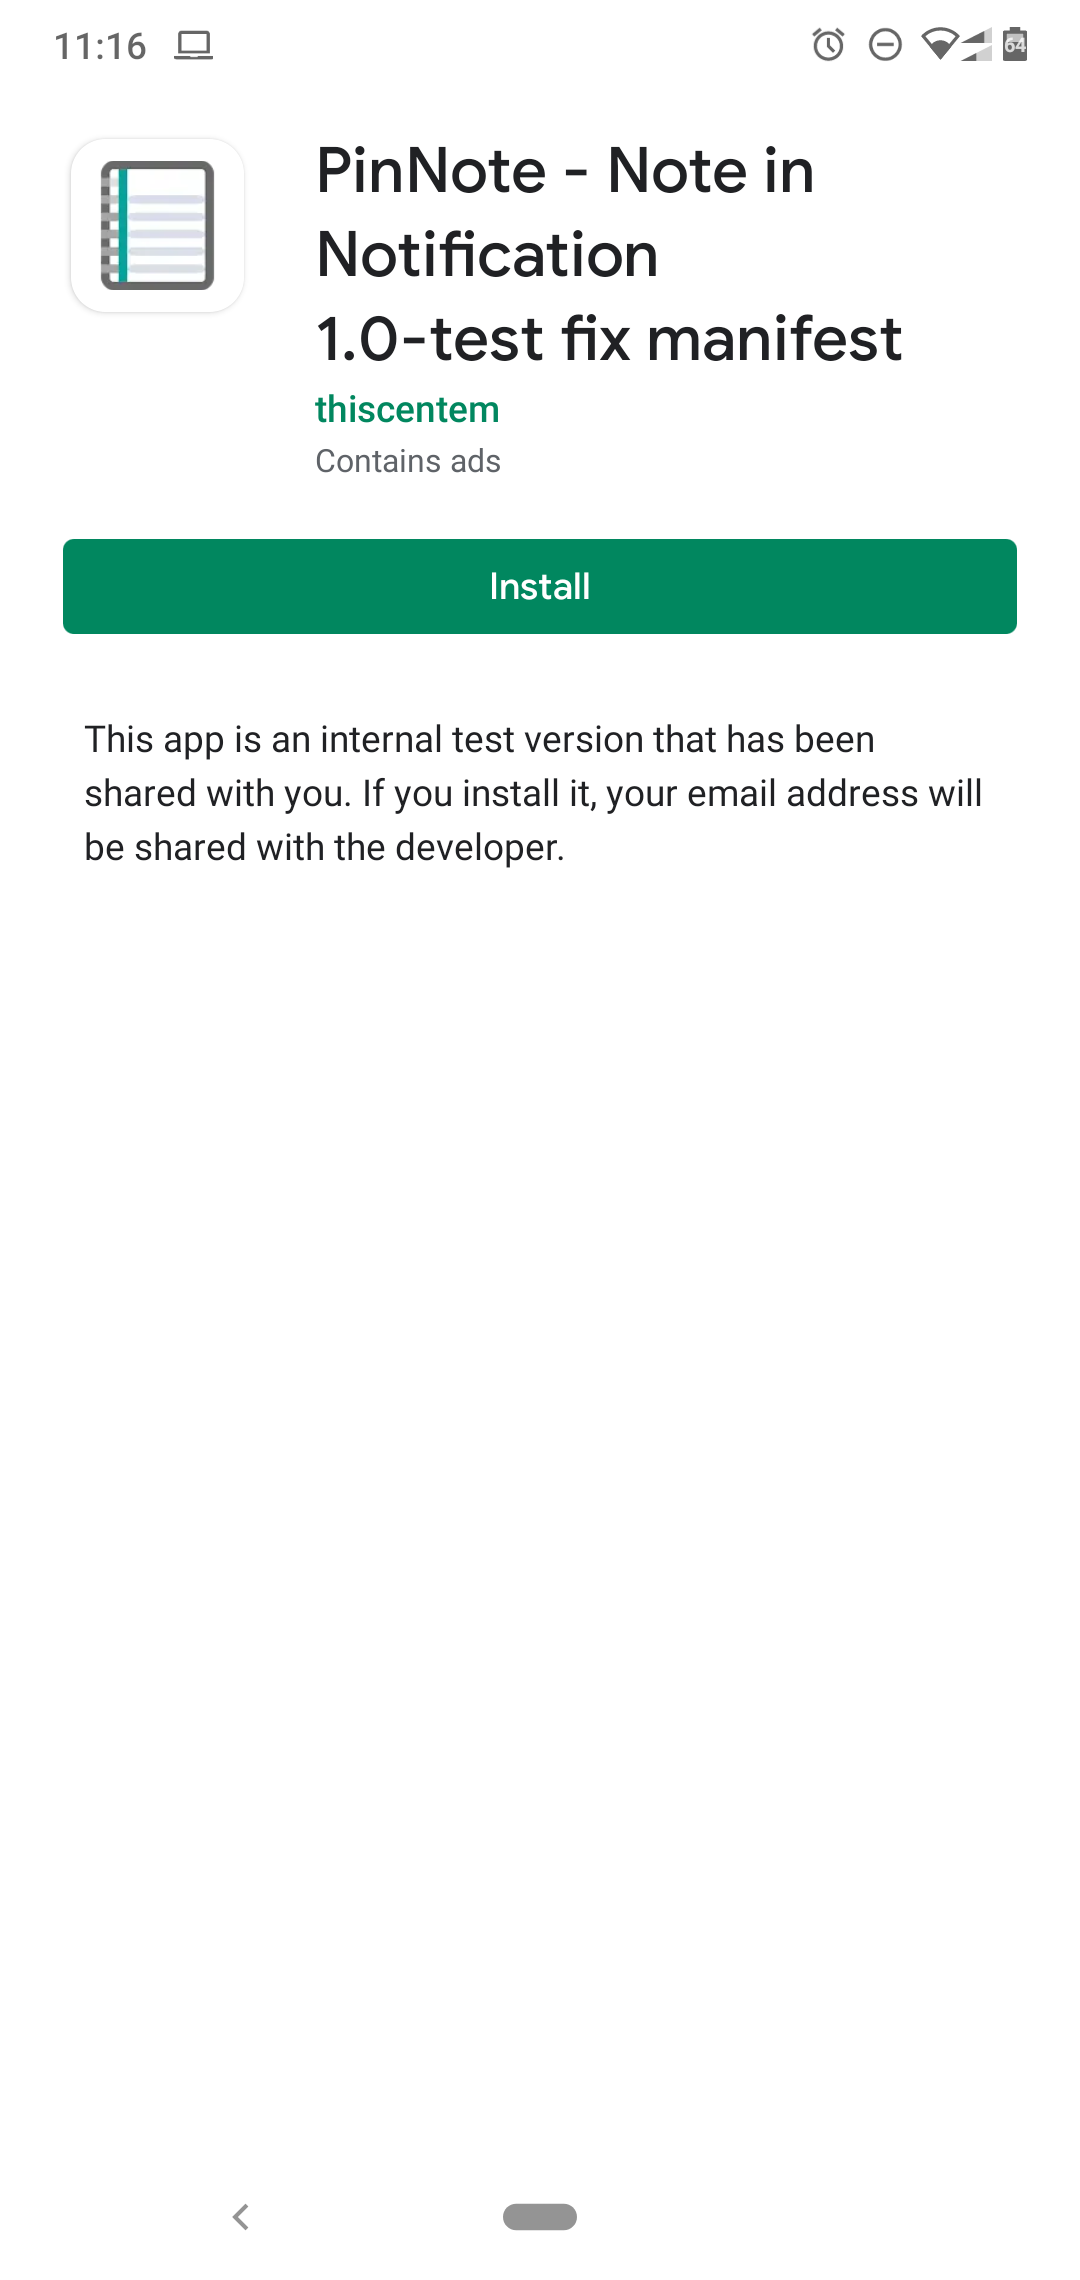 11:16
64
PinNote - Note in
Notification
1.0-test fix manifest
thiscentem
Contains ads
Install
This app is an internal test version that has been
shared with you. If you install it, your email address will
be shared with the developer.